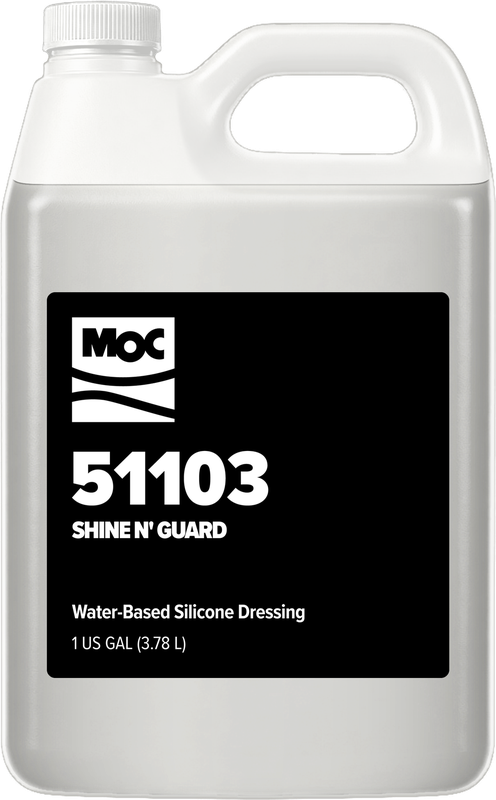 MOC
51103
SHINE N' GUARD
Water-Based Silicone Dressing
1 US GAL (3.78 L)